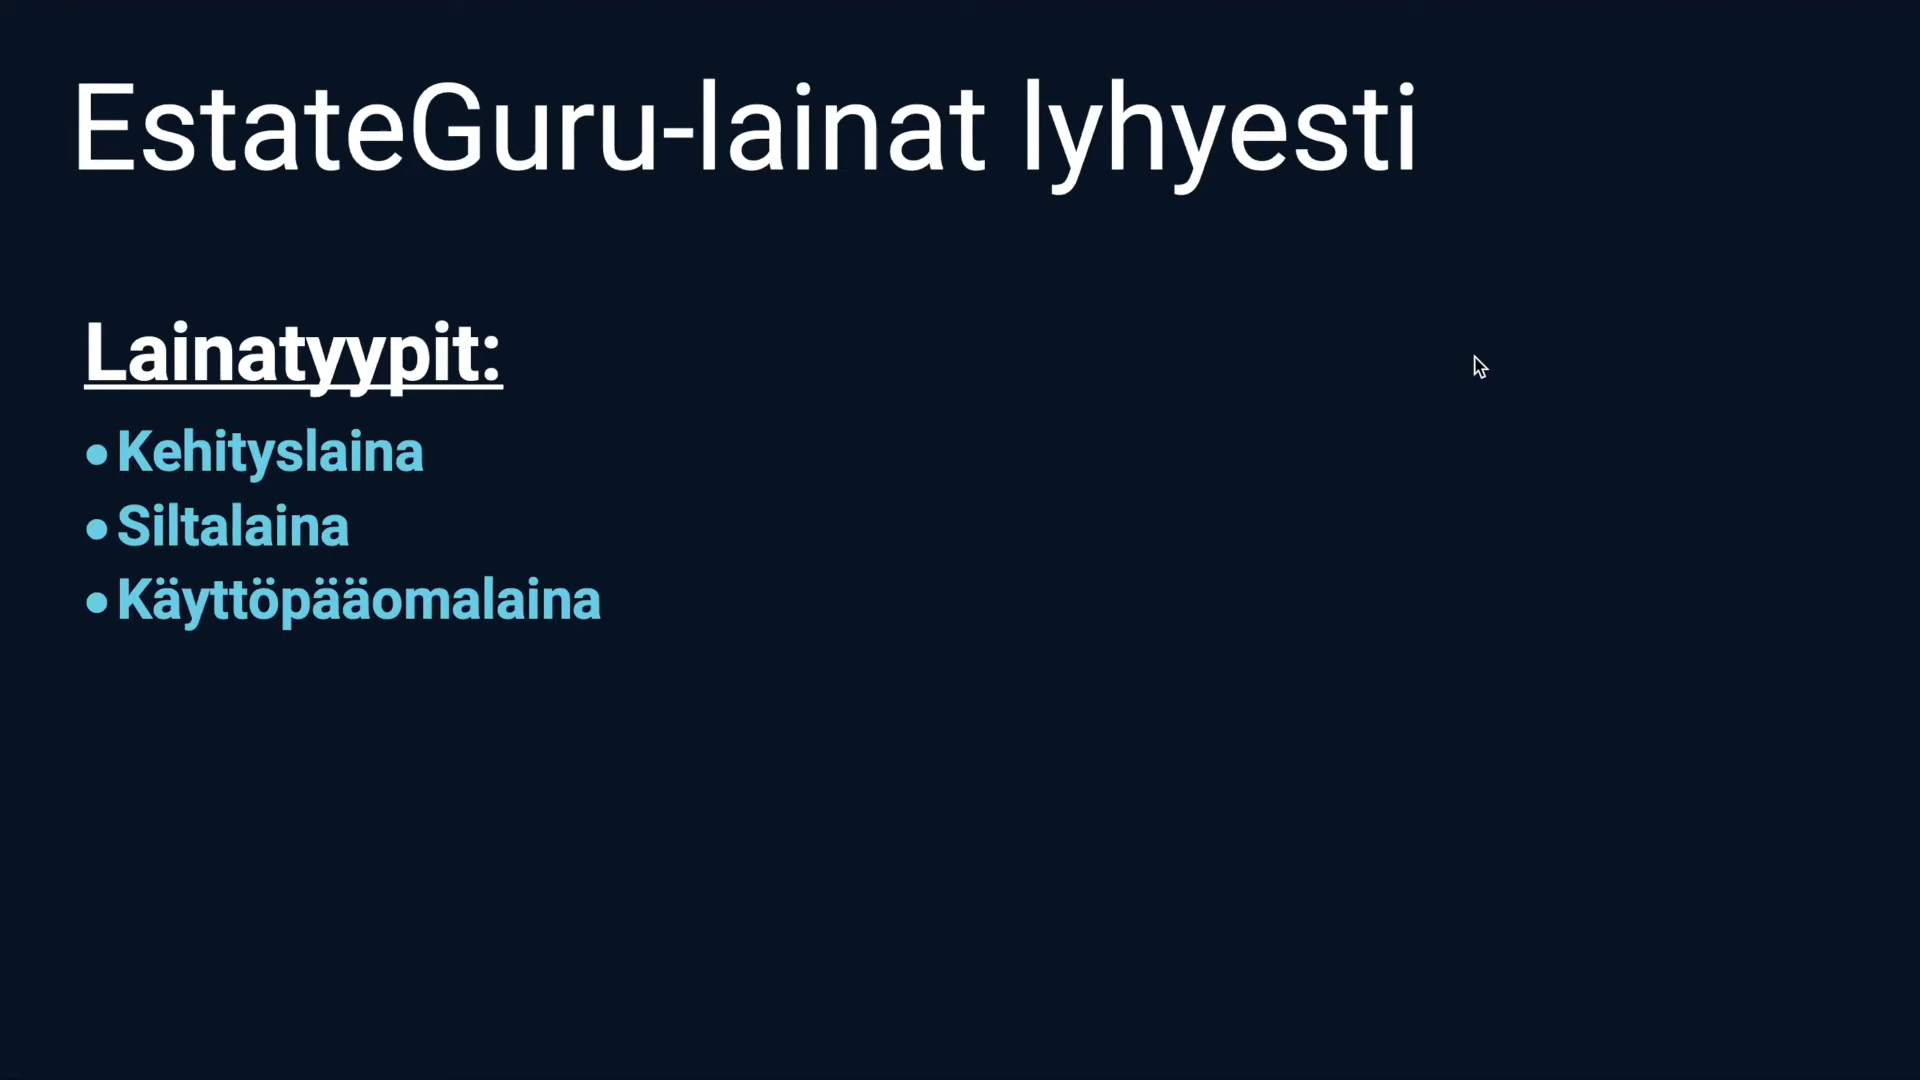 EstateGuru-lainat lyhyesti
Lainatyypit:
• Kehityslaina
• Siltalaina
• Käyttöpääomalaina